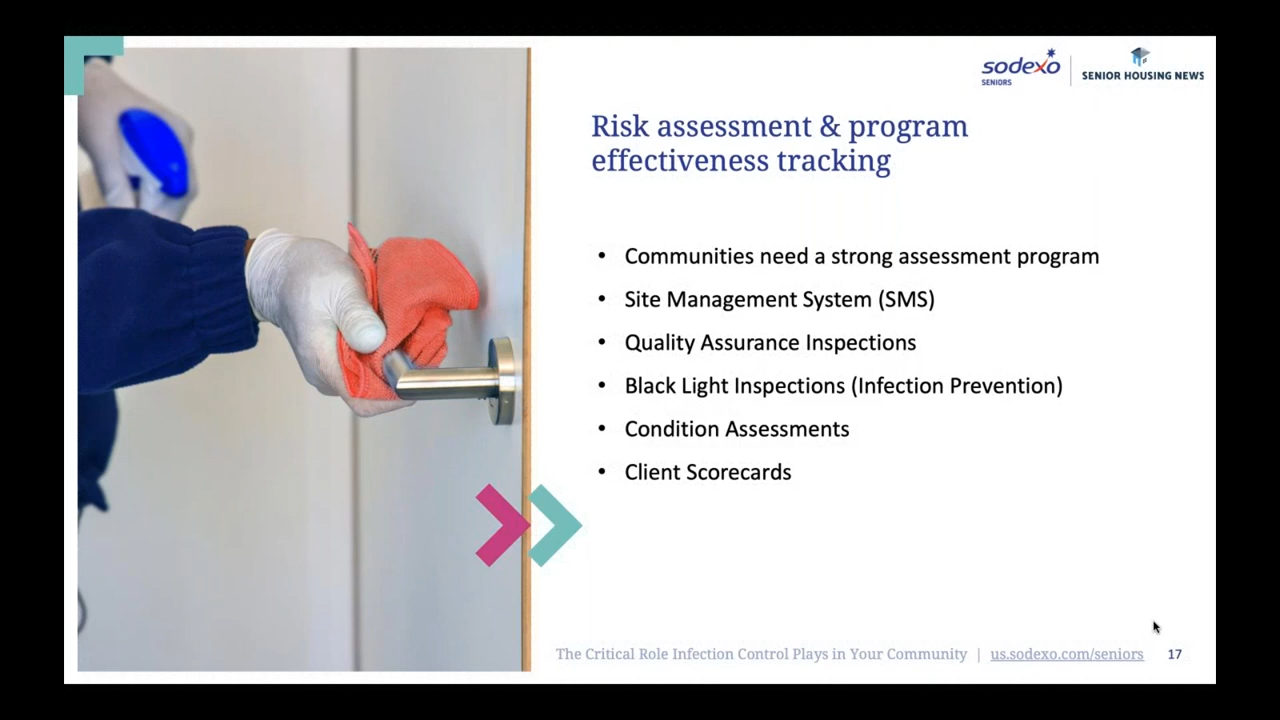 sodexo
SENIORS
SENIOR HOUSING NEWS
Risk assessment & program
effectiveness tracking
• Communities need a strong assessment program
• Site Management System (SMS)
• Quality Assurance Inspections
• Black Light Inspections (Infection Prevention)
• Condition Assessments
• Client Scorecards
The Critical Role Infection Control Plays in Your Community | us.sodexo.com/seniors 17